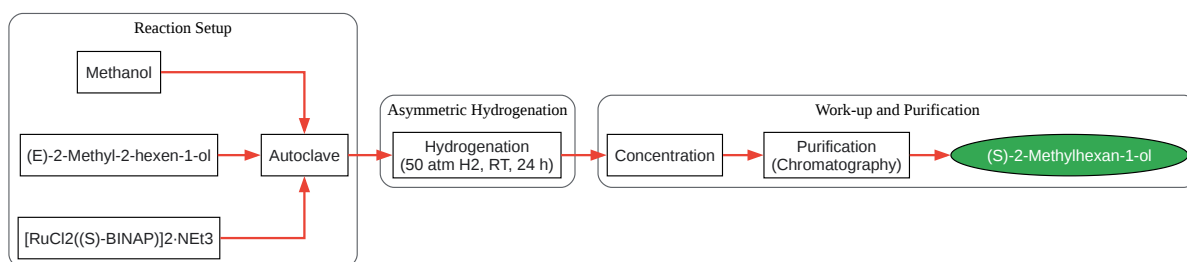 Reaction Setup
Methanol
(E)-2-Methyl-2-hexen-1-ol
[RuCl2((S)-BINAP)]2·NEt3
Autoclave
Asymmetric Hydrogenation
Hydrogenation
(50 atm H2, RT, 24 h)
Work-up and Purification
Concentration
Purification
(Chromatography)
(S)-2-Methylhexan-1-ol